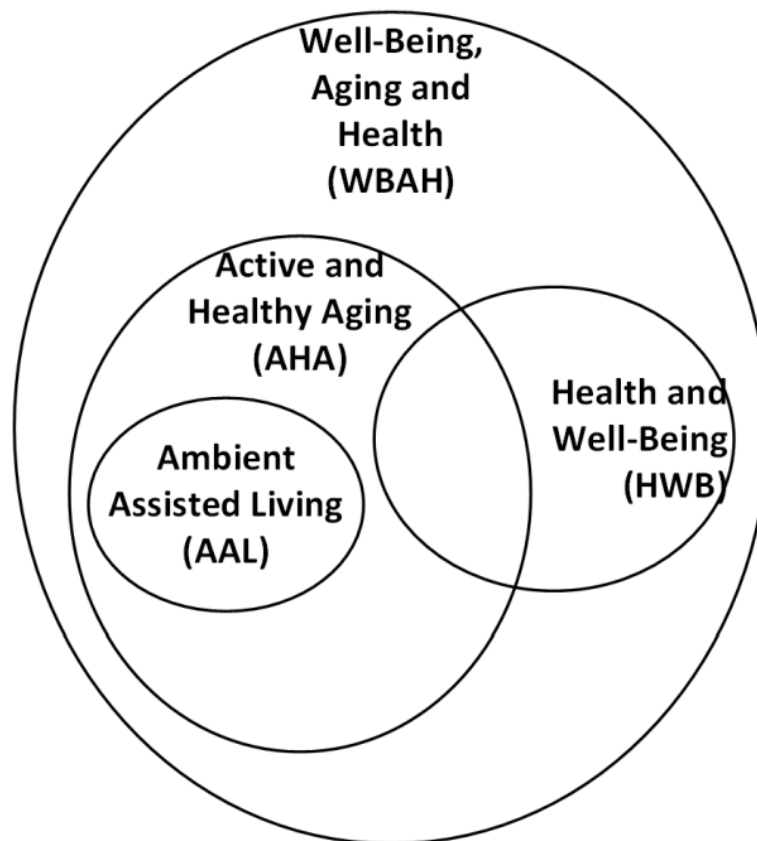 Well-Being,
Aging and
Health
(WBAH)
Active and
Healthy Aging
(AHA)
Health and
Well-Being
(HWB)
Ambient
Assisted Living
(AAL)